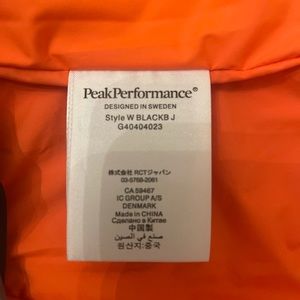 PeakPerformance®
DESIGNED IN SWEDEN
Style W BLACKB J
G40404023
株式会社 RCTジャパン
03-5768-2061
CA 59467
IC GROUP A/S
DENMARK
Made in CHINA
Сделано в Китае
中国製
صنع في الصين
원산지:중국